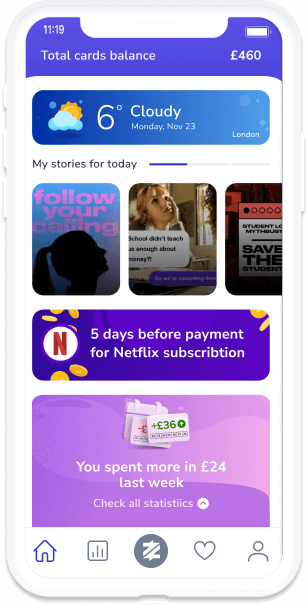 11:19
Total cards balance £460
6° Cloudy
Monday, Nov 23
London
My stories for today
follow
your
calling
School didn't teach
us enough about
money?!
So we're cancelling their
STUDENT LO
MYTHBUST
SAVE
THE
STUDENT
N
5 days before payment
for Netflix subscribtion
+£36
You spent more in £24
last week
Check all statistiics